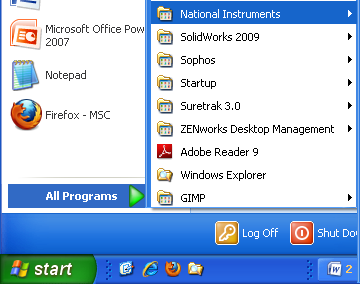 Microsoft Office Pow
2007
Notepad
Firefox - MSC
All Programs
National Instruments
SolidWorks 2009
Sophos
Startup
Suretrak 3.0
ZENworks Desktop Management
Adobe Reader 9
Windows Explorer
GIMP
Log Off
Shut Dou
start
2